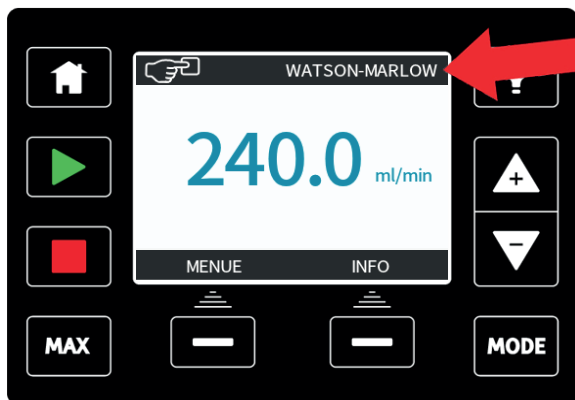 WATSON-MARLOW
240.0 ml/min
MENUE INFO
+
−
MAX MODE